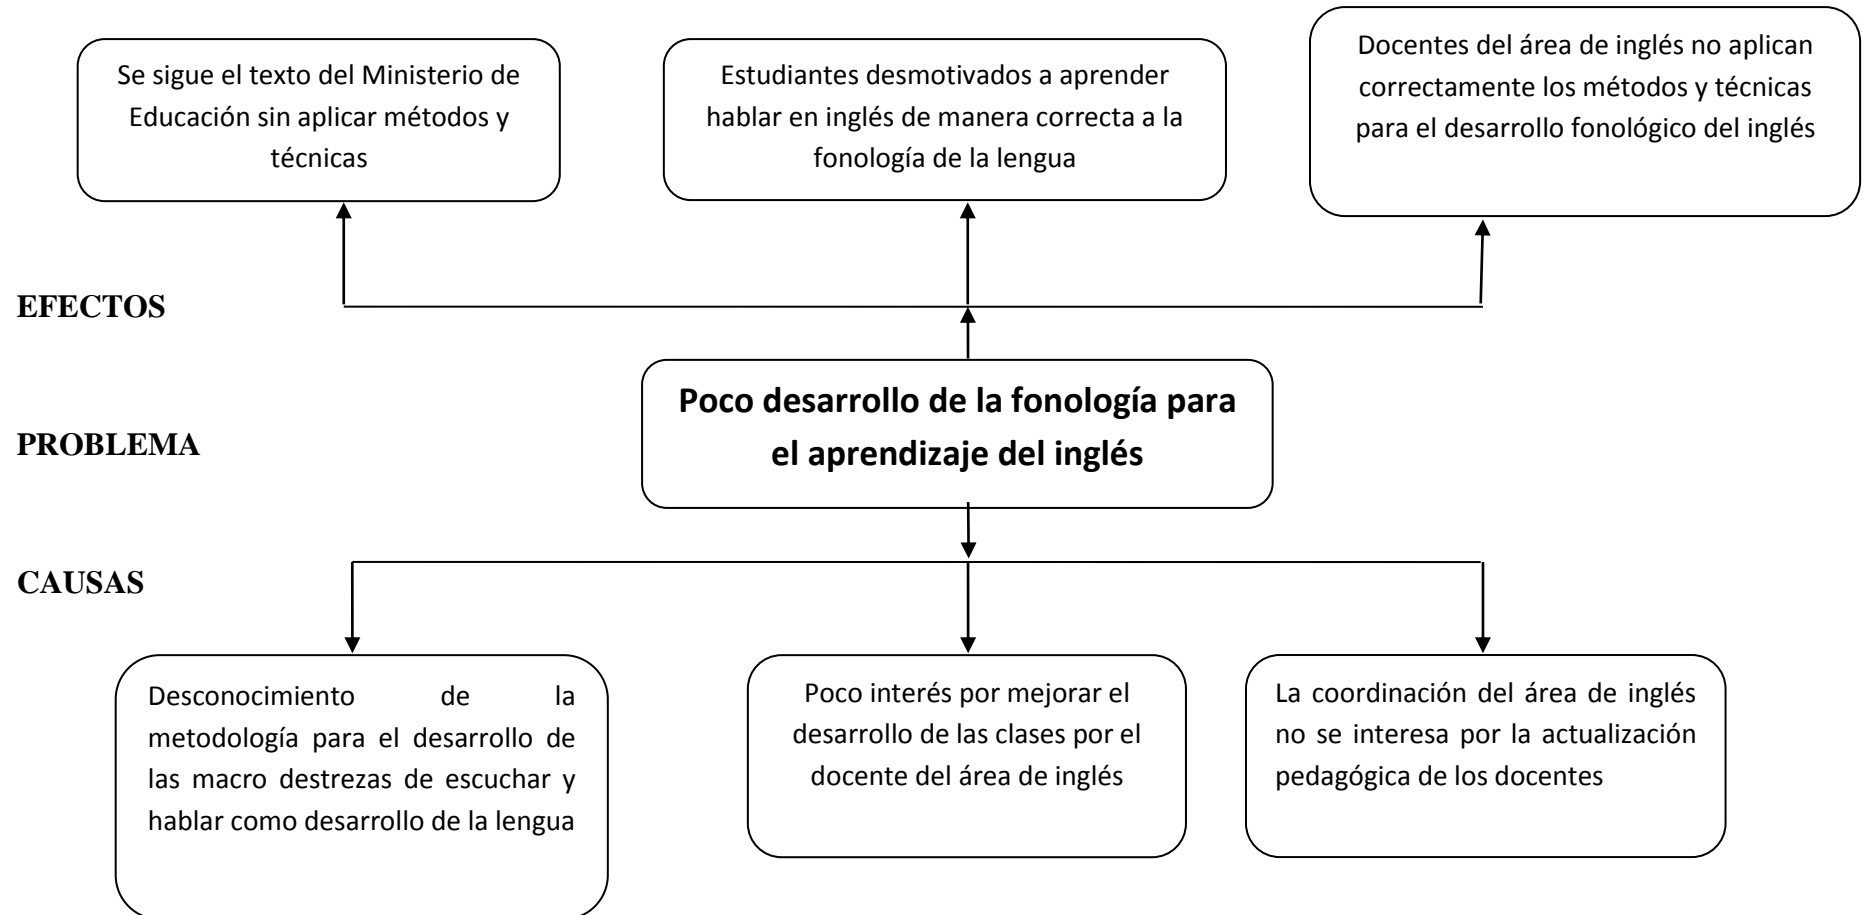 Se sigue el texto del Ministerio de
Educación sin aplicar métodos y
técnicas
Estudiantes desmotivados a aprender
hablar en inglés de manera correcta a la
fonología de la lengua
Docentes del área de inglés no aplican
correctamente los métodos y técnicas
para el desarrollo fonológico del inglés
EFECTOS
Poco desarrollo de la fonología para
el aprendizaje del inglés
PROBLEMA
CAUSAS
Desconocimiento de la
metodología para el desarrollo de
las macro destrezas de escuchar y
hablar como desarrollo de la lengua
Poco interés por mejorar el
desarrollo de las clases por el
docente del área de inglés
La coordinación del área de inglés
no se interesa por la actualización
pedagógica de los docentes